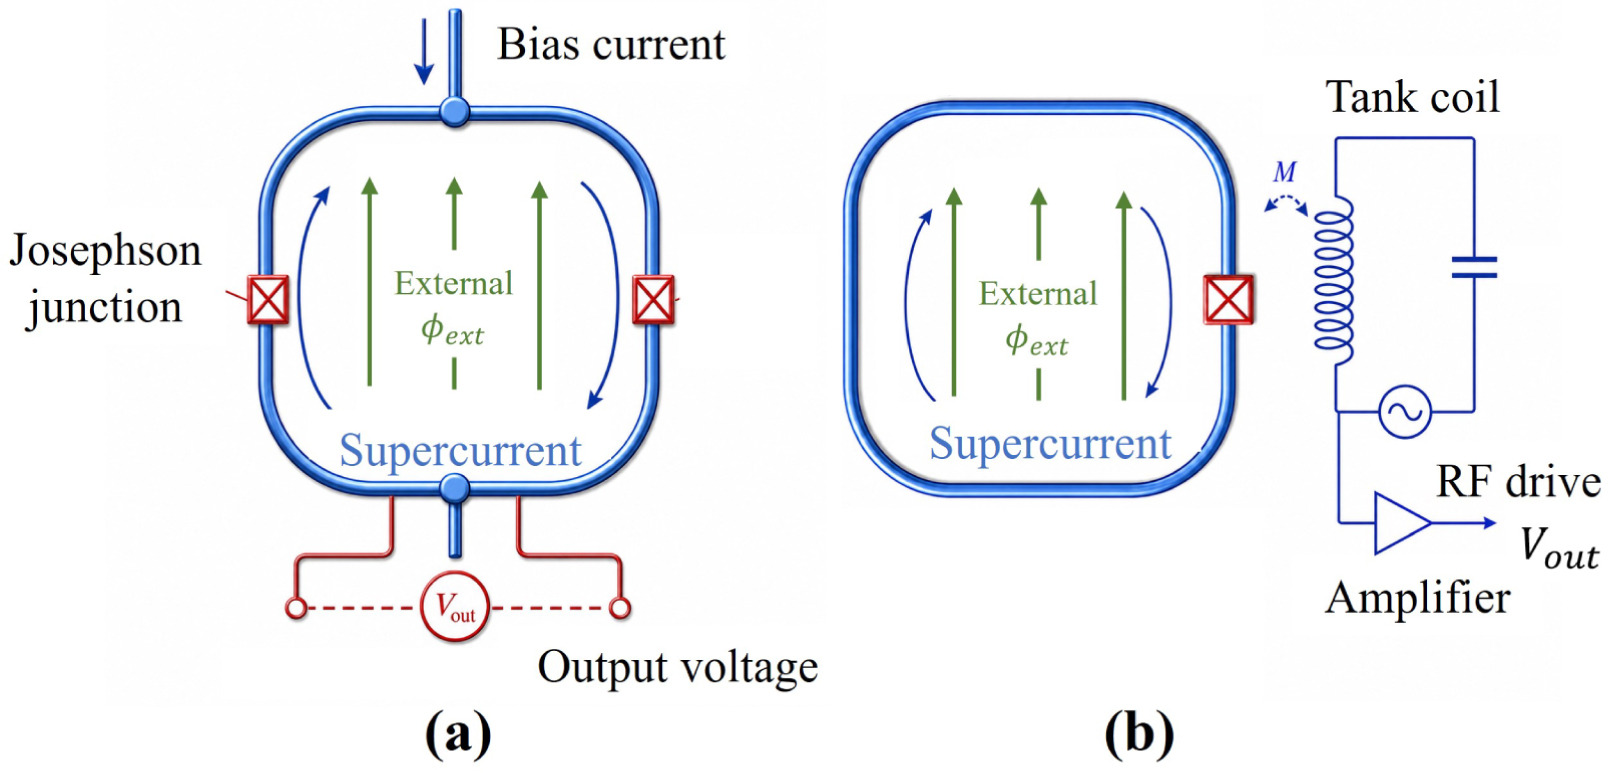 Bias current
Josephson
junction
External
ϕext
Supercurrent
Vout
Output voltage
(a)
Tank coil
M
External
ϕext
Supercurrent
RF drive
Vout
Amplifier
(b)